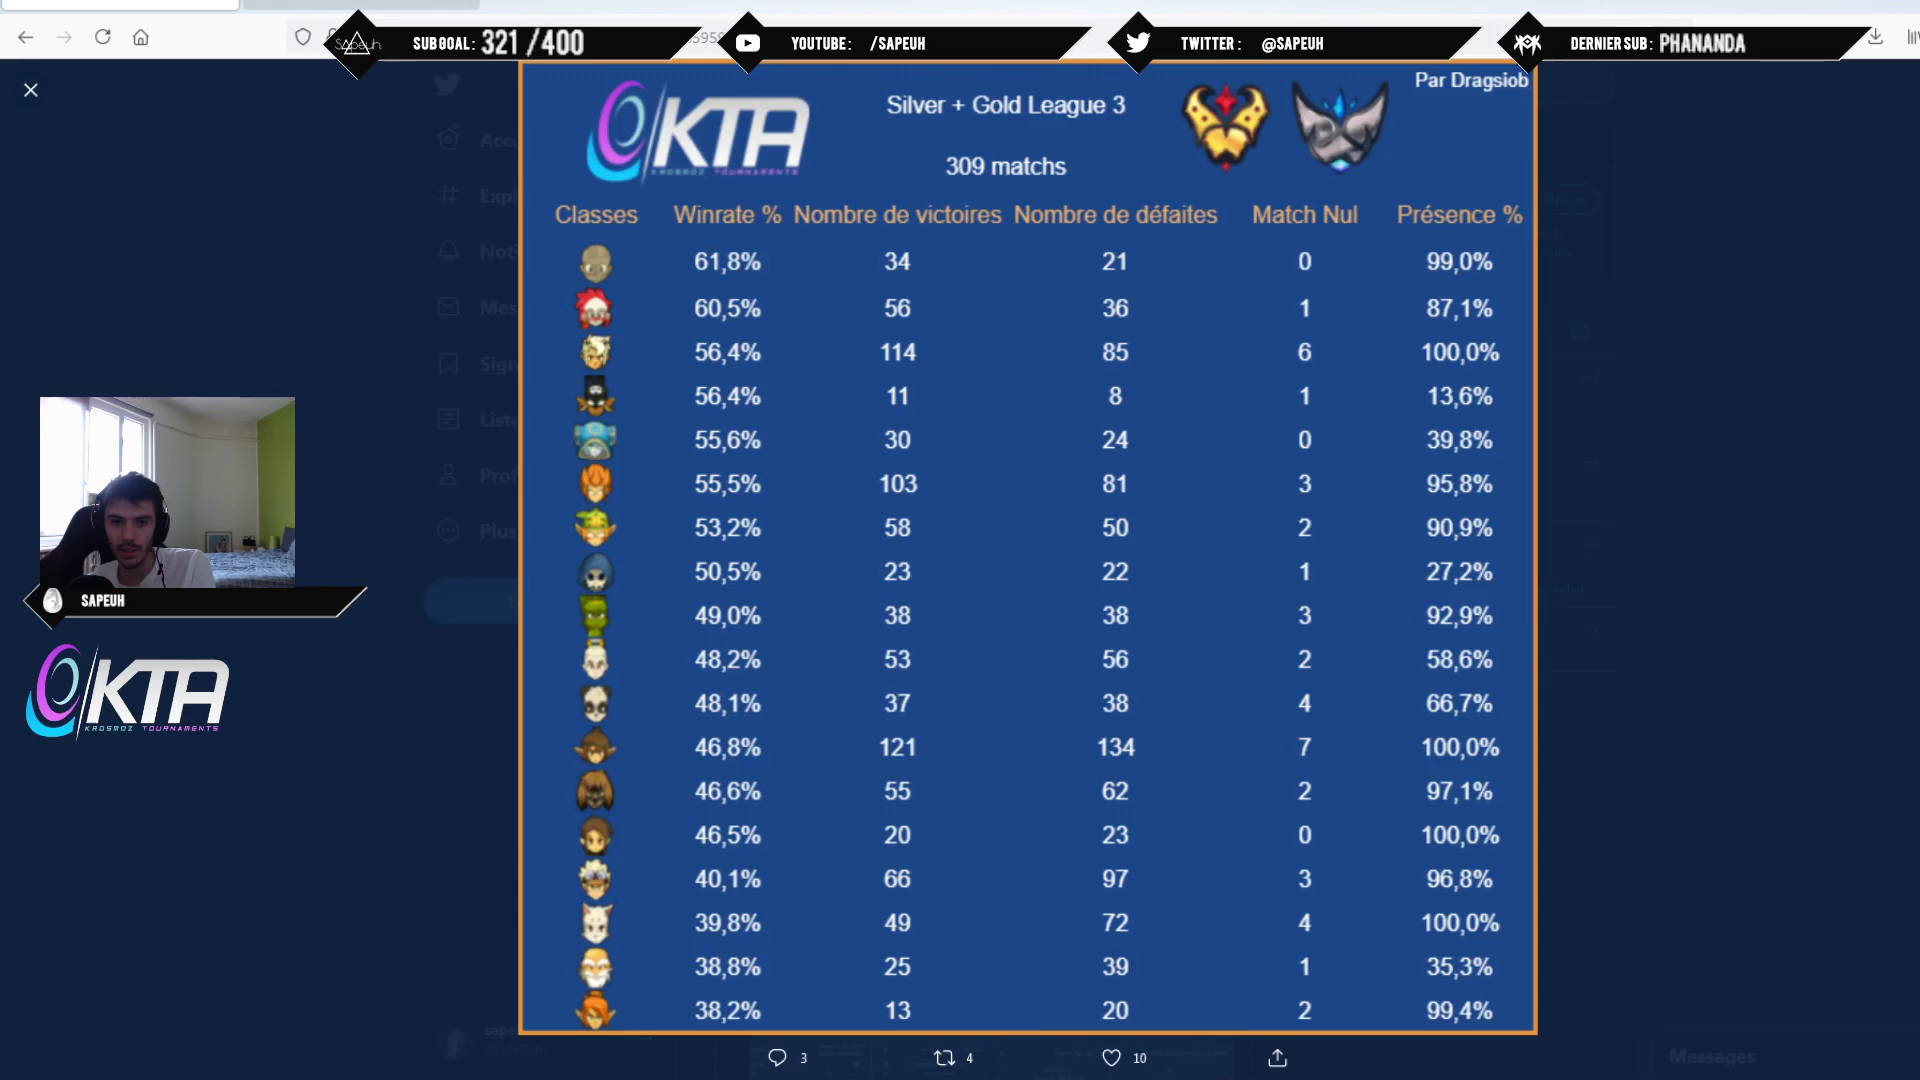 Sapeuh
SUBGOAL: 321 /400
YOUTUBE: /SAPEUH
TWITTER : @SAPEUH
DERNIER SUB: PHANANDA
KTA
KROSMOZ TOURNAMENTS
Silver + Gold League 3
309 matchs
Par Dragsiob
Classes Winrate % Nombre de victoires Nombre de défaites Match Nul Présence %
61,8% 34 21 0 99,0%
60,5% 56 36 1 87,1%
56,4% 114 85 6 100,0%
56,4% 11 8 1 13,6%
55,6% 30 24 0 39,8%
55,5% 103 81 3 95,8%
53,2% 58 50 2 90,9%
50,5% 23 22 1 27,2%
49,0% 38 38 3 92,9%
48,2% 53 56 2 58,6%
48,1% 37 38 4 66,7%
46,8% 121 134 7 100,0%
46,6% 55 62 2 97,1%
46,5% 20 23 0 100,0%
40,1% 66 97 3 96,8%
39,8% 49 72 4 100,0%
38,8% 25 39 1 35,3%
38,2% 13 20 2 99,4%
SAPEUH
KTA
KROSMOZ TOURNAMENTS
3 4 10
Messages